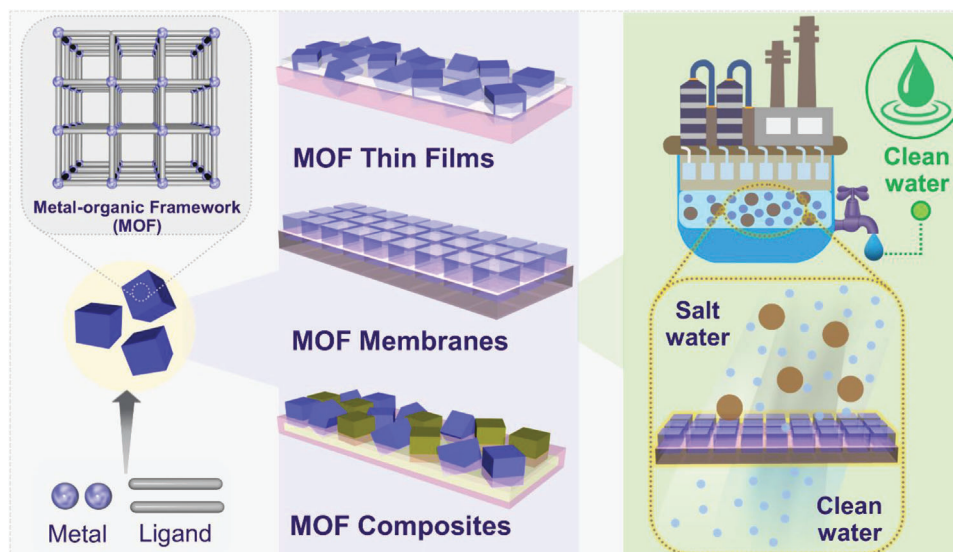 Metal-organic Framework
(MOF)
Metal
Ligand
MOF Thin Films
MOF Membranes
MOF Composites
Clean
water
Salt
water
Clean
water